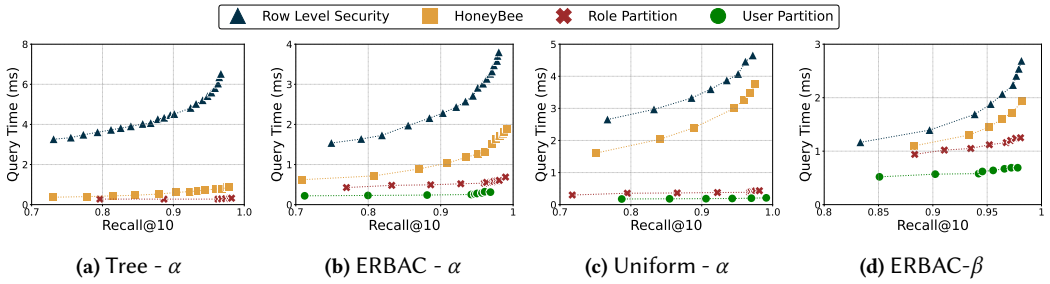 Row Level Security HoneyBee Role Partition User Partition
Query Time (ms)
8
6
4
2
0
0.7 0.8 0.9 1
Recall@10
(a) Tree - α
Query Time (ms)
4
3
2
1
0
0.7 0.8 0.9 1
Recall@10
(b) ERBAC - α
Query Time (ms)
5
4
3
2
1
0
0.7 0.8 0.9 1
Recall@10
(c) Uniform - α
Query Time (ms)
3
2
1
0
0.8 0.85 0.9 0.95 1
Recall@10
(d) ERBAC-β